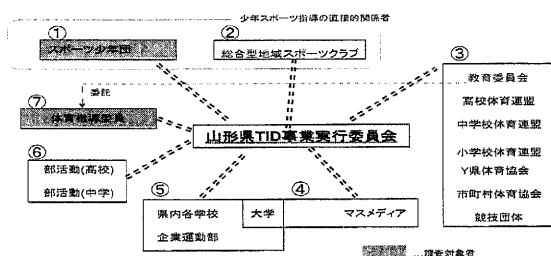 少年スポーツ指導の直接的関係者
①
スポーツ少年団
②
総合型地域スポーツクラブ
③
教育委員会
高校体育連盟
中学校体育連盟
小学校体育連盟
Y県体育協会
市町村体育協会
競技団体
委託
⑦
体育指導委員
山形県TID事業実行委員会
⑥
部活動(高校)
部活動(中学)
⑤
県内各学校
企業運動部
大学
④
マスメディア
…調査対象者